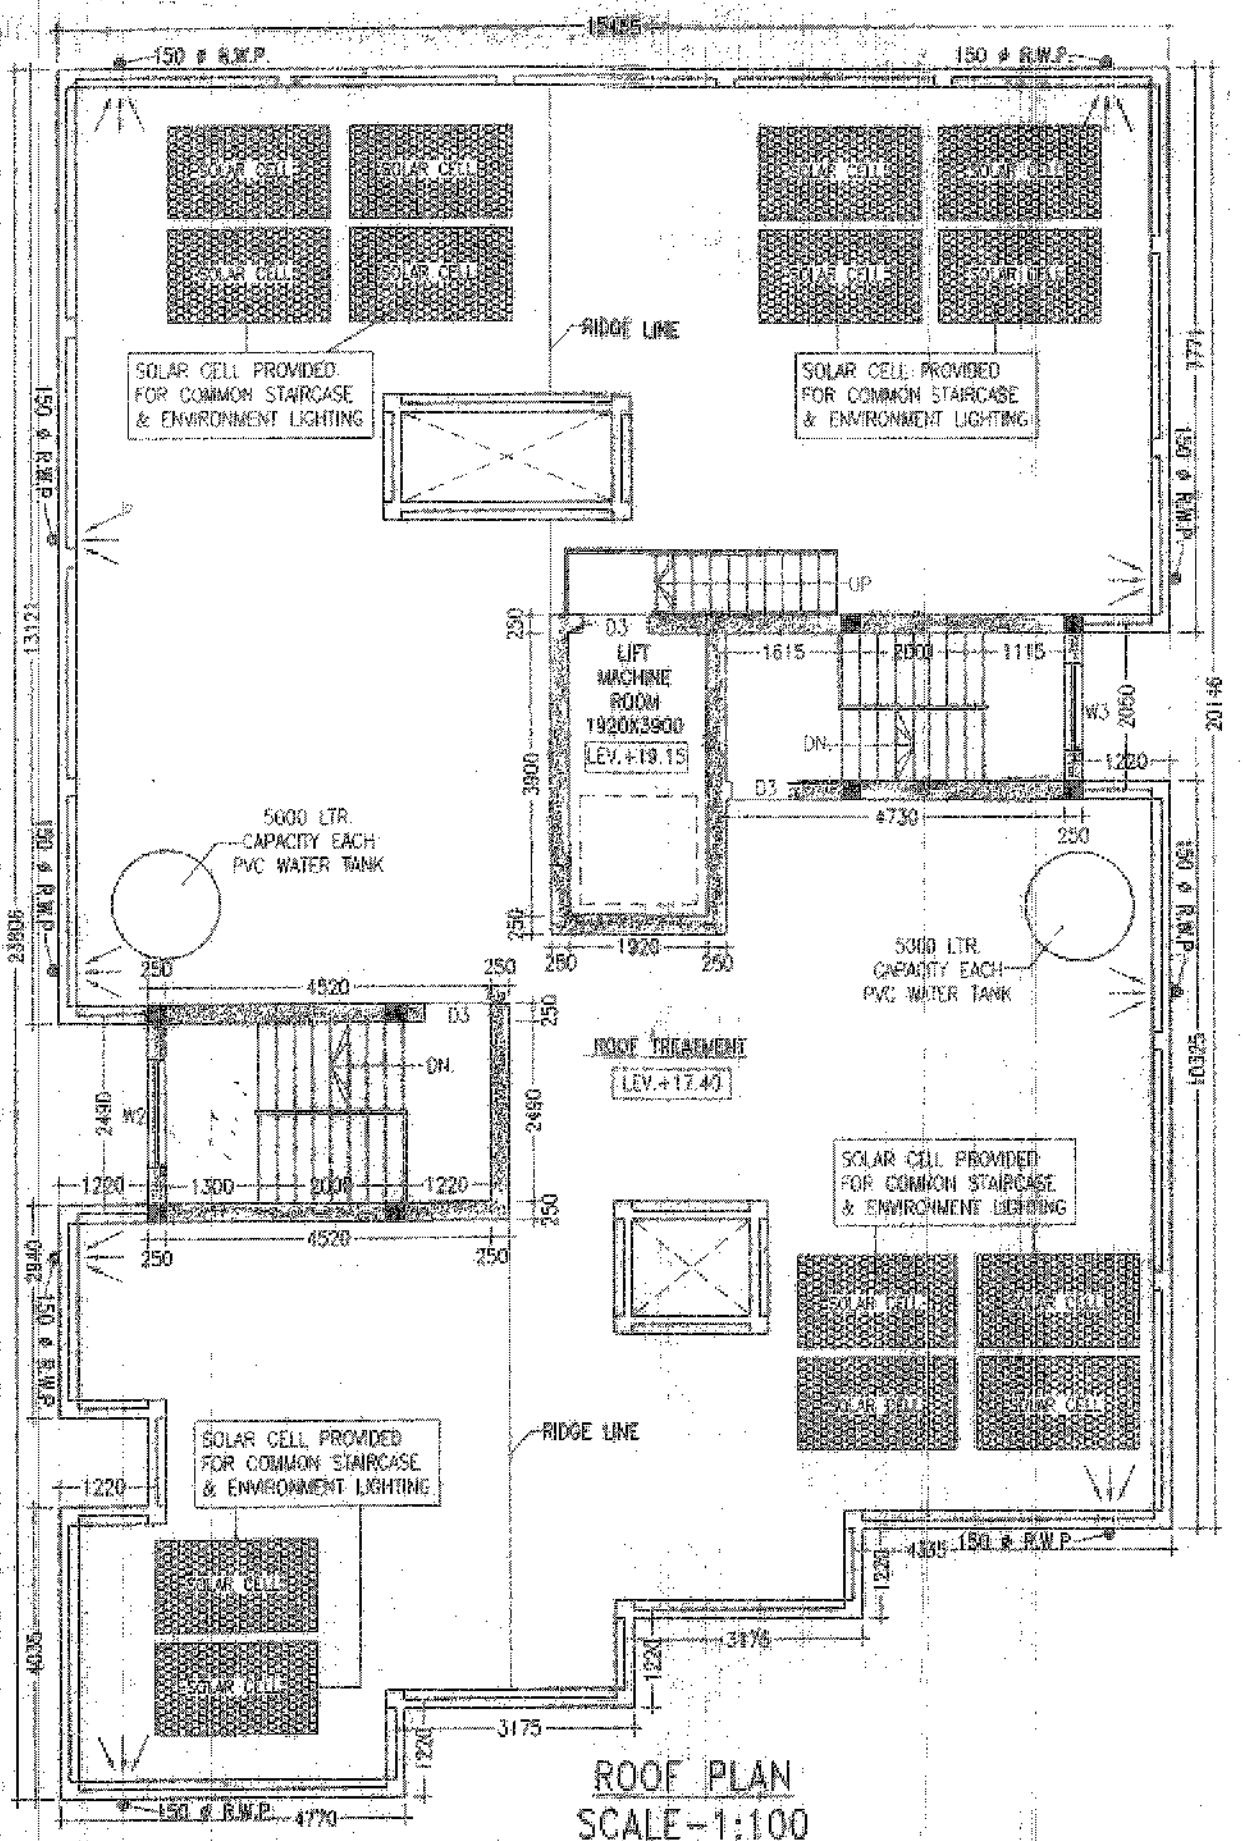 150 ø R.W.P.
150 ø R.W.P.
SOLAR CELL
SOLAR CELL
SOLAR CELL
SOLAR CELL
SOLAR CELL
SOLAR CELL
SOLAR CELL
SOLAR CELL
RIDGE LINE
SOLAR CELL PROVIDED
FOR COMMON STAIRCASE
& ENVIRONMENT LIGHTING
SOLAR CELL PROVIDED
FOR COMMON STAIRCASE
& ENVIRONMENT LIGHTING
150 ø R.W.P.
150 ø R.W.P.
7771
UP
D3
LIFT
MACHINE
ROOM
1920X3900
LEV.+19.15
1615
2000
1115
W3
2050
20146
1220
DN
D3
4730
250
3900
250
1920
250
250
5000 LTR.
CAPACITY EACH
PVC WATER TANK
150 ø R.W.P.
150 ø R.W.P.
5000 LTR.
CAPACITY EACH
PVC WATER TANK
250
4520
250
D3
250
DN.
2490
W2
2490
1220
1300
2000
1220
250
4520
250
250
ROOF TREATMENT
LEV.+17.40
SOLAR CELL PROVIDED
FOR COMMON STAIRCASE
& ENVIRONMENT LIGHTING
SOLAR CELL
SOLAR CELL
SOLAR CELL
SOLAR CELL
2940
150 ø R.W.P.
RIDGE LINE
SOLAR CELL PROVIDED
FOR COMMON STAIRCASE
& ENVIRONMENT LIGHTING
1220
SOLAR CELL
SOLAR CELL
4035
4335
150 ø R.W.P.
1220
3175
1220
3175
1220
150 ø R.W.P.
4770
ROOF PLAN
SCALE-1:100